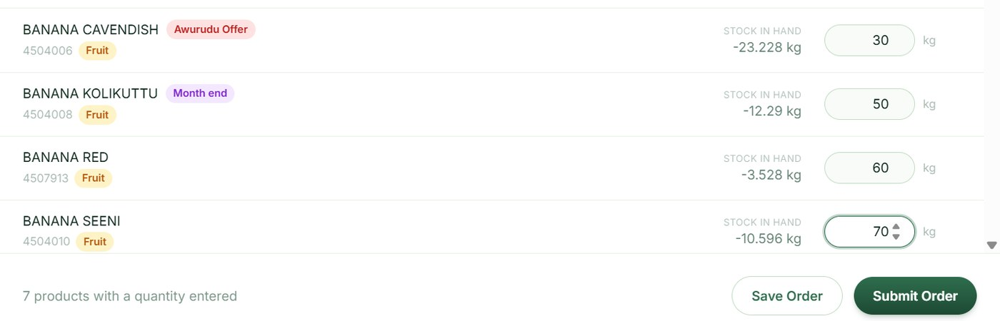 BANANA CAVENDISH Awurudu Offer
4504006 Fruit
STOCK IN HAND
-23.228 kg
30 kg
BANANA KOLIKUTTU Month end
4504008 Fruit
STOCK IN HAND
-12.29 kg
50 kg
BANANA RED
4507913 Fruit
STOCK IN HAND
-3.528 kg
60 kg
BANANA SEENI
4504010 Fruit
STOCK IN HAND
-10.596 kg
70 kg
7 products with a quantity entered
Save Order Submit Order